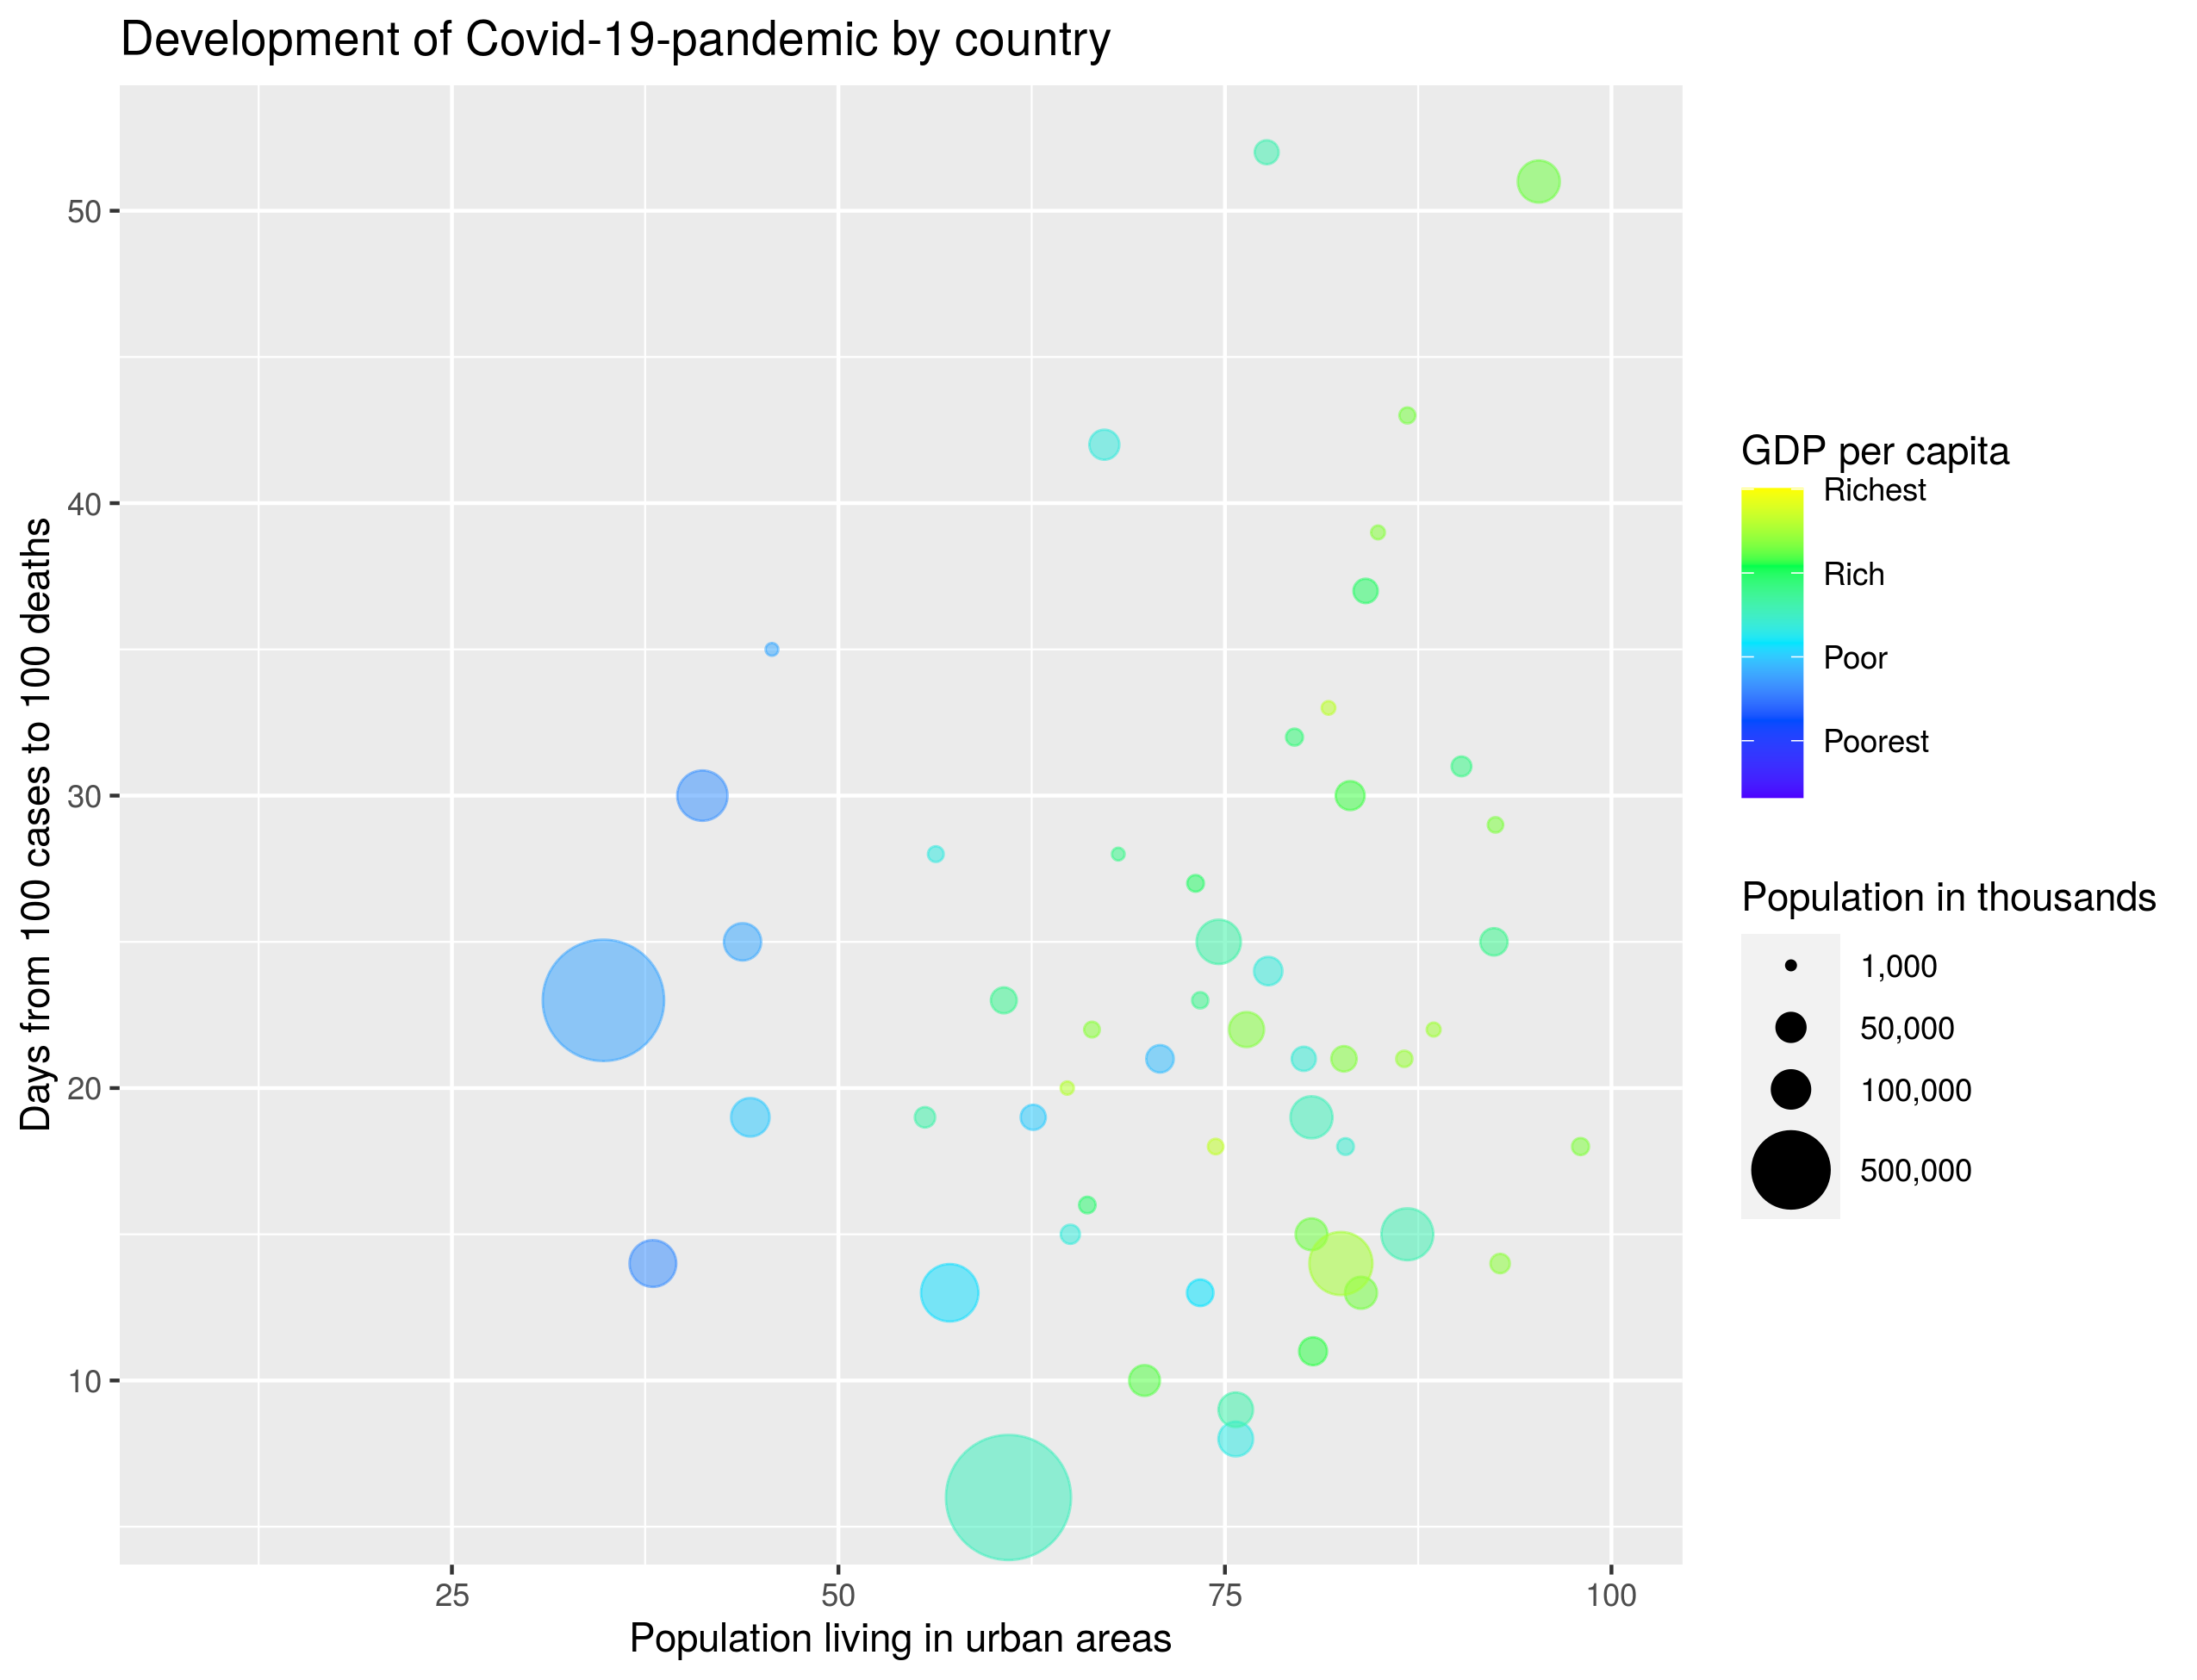 Development of Covid-19-pandemic by country
Days from 100 cases to 100 deaths
50
40
30
20
10
25
50
75
100
Population living in urban areas
GDP per capita
Richest
Rich
Poor
Poorest
Population in thousands
1,000
50,000
100,000
500,000